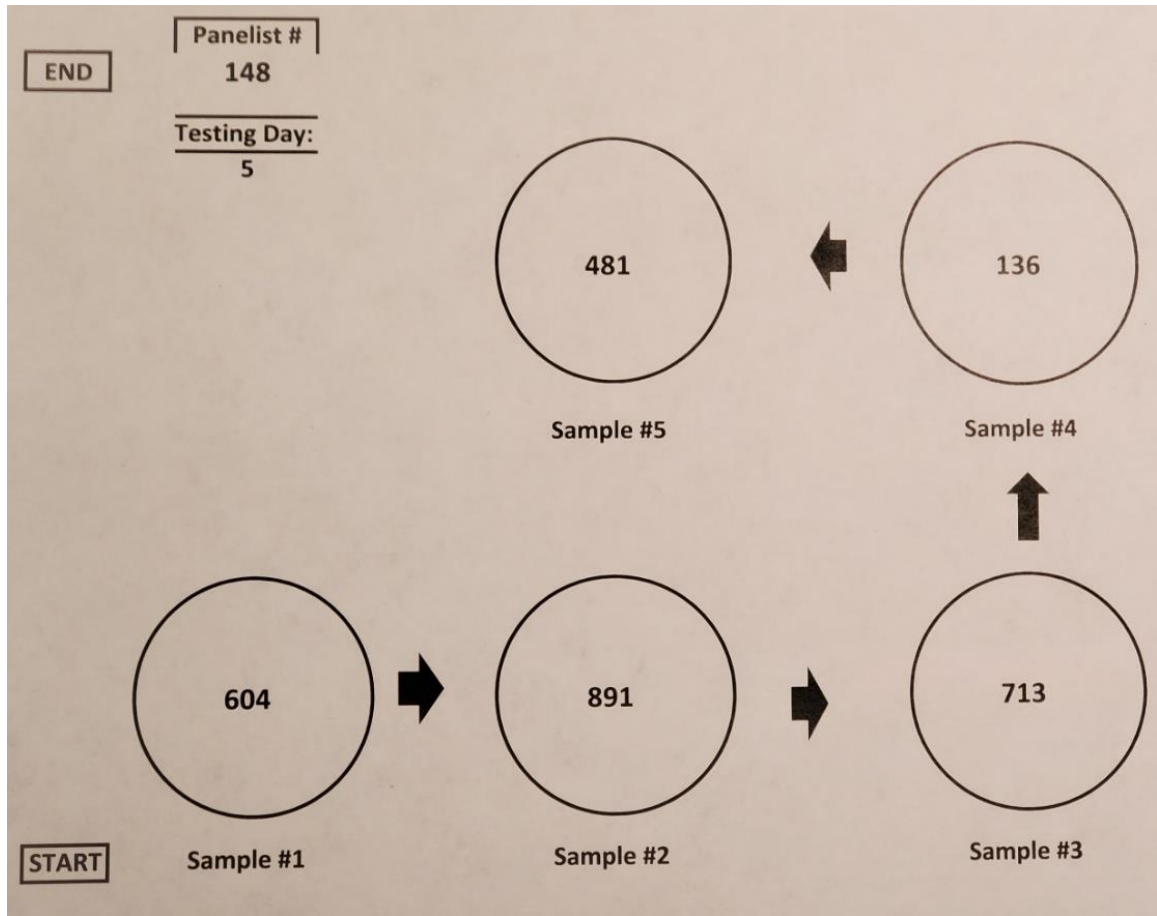 END
Panelist #
148
Testing Day:
5
481
136
Sample #5
Sample #4
604
891
713
START
Sample #1
Sample #2
Sample #3